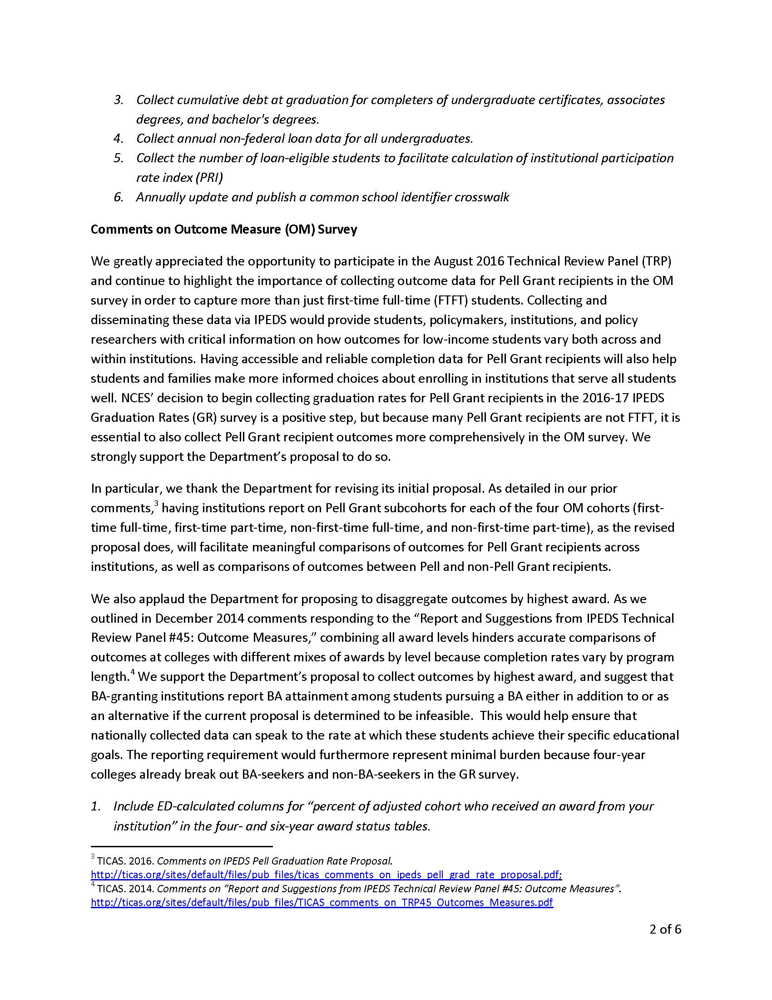 3. Collect cumulative debt at graduation for completers of undergraduate certificates, associates
degrees, and bachelor's degrees.
4. Collect annual non-federal loan data for all undergraduates.
5. Collect the number of loan-eligible students to facilitate calculation of institutional participation
rate index (PRI)
6. Annually update and publish a common school identifier crosswalk
Comments on Outcome Measure (OM) Survey
We greatly appreciated the opportunity to participate in the August 2016 Technical Review Panel (TRP)
and continue to highlight the importance of collecting outcome data for Pell Grant recipients in the OM
survey in order to capture more than just first-time full-time (FTFT) students. Collecting and
disseminating these data via IPEDS would provide students, policymakers, institutions, and policy
researchers with critical information on how outcomes for low-income students vary both across and
within institutions. Having accessible and reliable completion data for Pell Grant recipients will also help
students and families make more informed choices about enrolling in institutions that serve all students
well. NCES’ decision to begin collecting graduation rates for Pell Grant recipients in the 2016-17 IPEDS
Graduation Rates (GR) survey is a positive step, but because many Pell Grant recipients are not FTFT, it is
essential to also collect Pell Grant recipient outcomes more comprehensively in the OM survey. We
strongly support the Department’s proposal to do so.
In particular, we thank the Department for revising its initial proposal. As detailed in our prior
comments,3 having institutions report on Pell Grant subcohorts for each of the four OM cohorts (first-
time full-time, first-time part-time, non-first-time full-time, and non-first-time part-time), as the revised
proposal does, will facilitate meaningful comparisons of outcomes for Pell Grant recipients across
institutions, as well as comparisons of outcomes between Pell and non-Pell Grant recipients.
We also applaud the Department for proposing to disaggregate outcomes by highest award. As we
outlined in December 2014 comments responding to the “Report and Suggestions from IPEDS Technical
Review Panel #45: Outcome Measures,” combining all award levels hinders accurate comparisons of
outcomes at colleges with different mixes of awards by level because completion rates vary by program
length.4 We support the Department’s proposal to collect outcomes by highest award, and suggest that
BA-granting institutions report BA attainment among students pursuing a BA either in addition to or as
an alternative if the current proposal is determined to be infeasible.  This would help ensure that
nationally collected data can speak to the rate at which these students achieve their specific educational
goals. The reporting requirement would furthermore represent minimal burden because four-year
colleges already break out BA-seekers and non-BA-seekers in the GR survey.
1. Include ED-calculated columns for “percent of adjusted cohort who received an award from your
institution” in the four- and six-year award status tables.
3 TICAS. 2016. Comments on IPEDS Pell Graduation Rate Proposal.
http://ticas.org/sites/default/files/pub_files/ticas_comments_on_ipeds_pell_grad_rate_proposal.pdf;
4 TICAS. 2014. Comments on “Report and Suggestions from IPEDS Technical Review Panel #45: Outcome Measures”.
http://ticas.org/sites/default/files/pub_files/TICAS_comments_on_TRP45_Outcomes_Measures.pdf
2 of 6